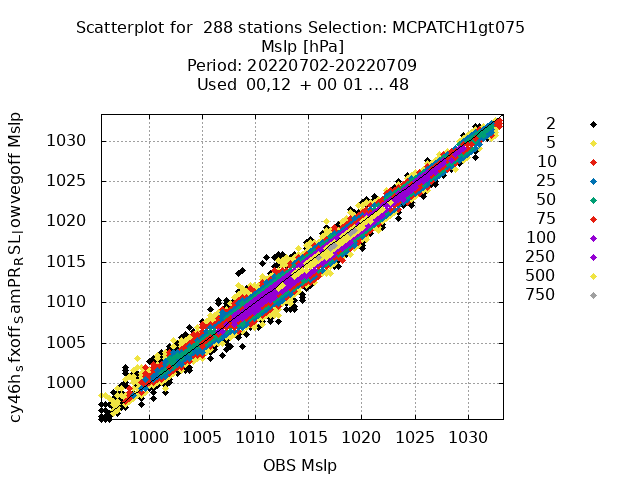 Scatterplot for  288 stations Selection: MCPATCH1gt075
Mslp [hPa]
Period: 20220702-20220709
Used  00,12  + 00 01 ... 48
cy46h_sfxoff_SamPR_RSL_lowvegoff Mslp
1030
1025
1020
1015
1010
1005
1000
1000 1005 1010 1015 1020 1025 1030
OBS Mslp
2
5
10
25
50
75
100
250
500
750